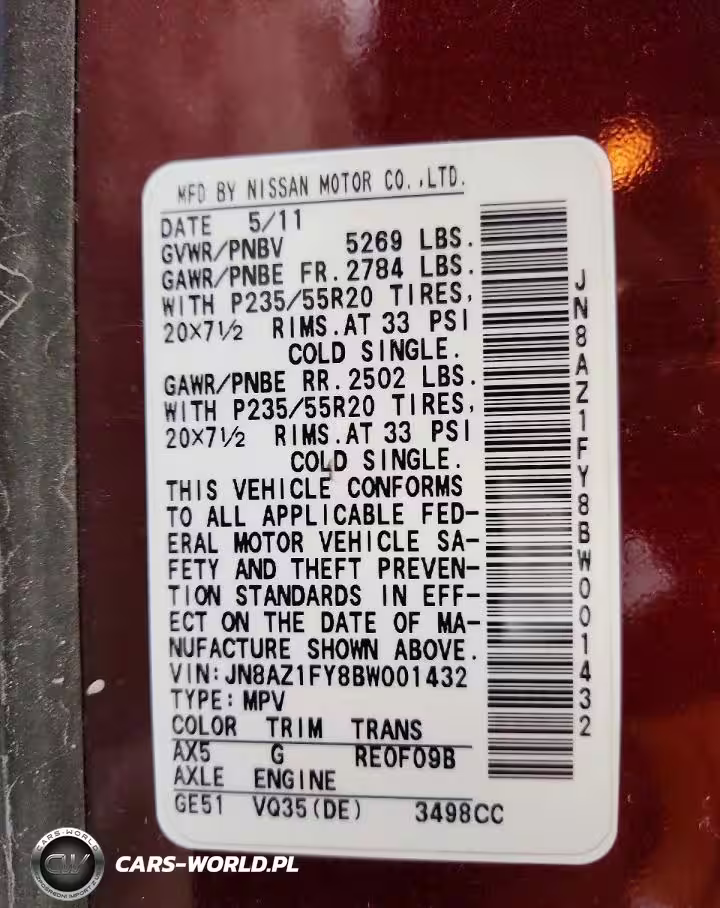 MFD BY NISSAN MOTOR CO.,LTD.
DATE 5/11
GVWR/PNBV 5269 LBS.
GAWR/PNBE FR. 2784 LBS.
WITH P235/55R20 TIRES,
20×7½ RIMS. AT 33 PSI
COLD SINGLE.
GAWR/PNBE RR. 2502 LBS.
WITH P235/55R20 TIRES,
20×7½ RIMS. AT 33 PSI
COLD SINGLE.
THIS VEHICLE CONFORMS
TO ALL APPLICABLE FED-
ERAL MOTOR VEHICLE SA-
FETY AND THEFT PREVEN-
TION STANDARDS IN EFF-
ECT ON THE DATE OF MA-
NUFACTURE SHOWN ABOVE.
VIN: JN8AZ1FY8BW001432
TYPE: MPV
COLOR TRIM TRANS
AX5 G RE0F09B
AXLE ENGINE
GE51 VQ35(DE) 3498CC
JN8AZ1FY8BW001432
CARS-WORLD
CW
CARS-WORLD.PL